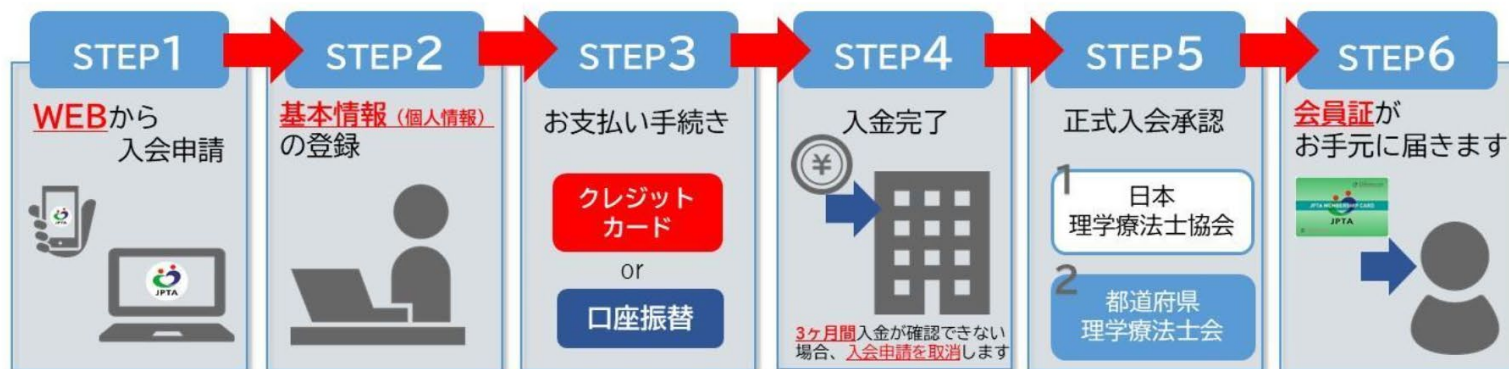 STEP1
WEBから
入会申請
JPTA
STEP2
基本情報（個人情報）
の登録
STEP3
お支払い手続き
クレジット
カード
or
口座振替
STEP4
入金完了
¥
3ヶ月間入金が確認できない
場合、入会申請を取消します
STEP5
正式入会承認
1
日本
理学療法士協会
2
都道府県
理学療法士会
STEP6
会員証が
お手元に届きます
JPTA MEMBERSHIP CARD
JPTA